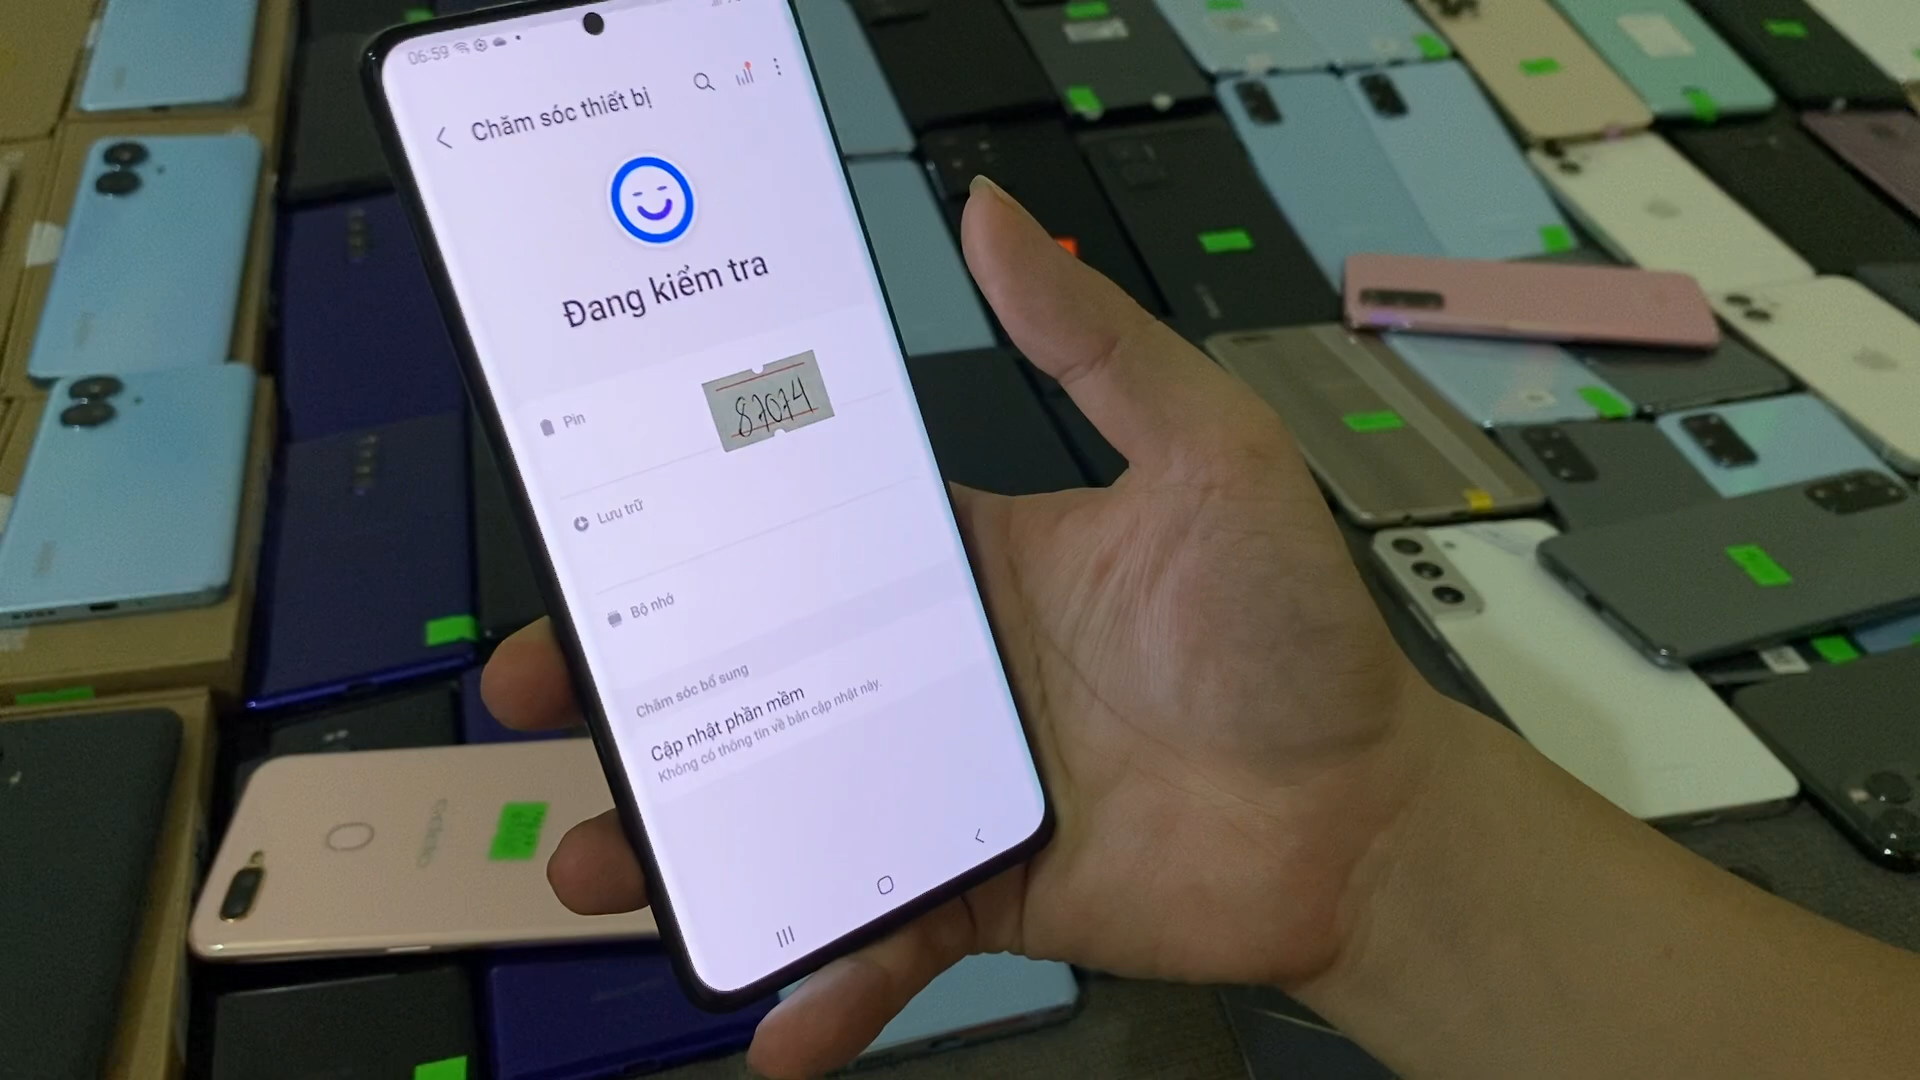 06:59
Chăm sóc thiết bị
Đang kiểm tra
Pin
87074
Lưu trữ
Bộ nhớ
Chăm sóc bổ sung
Cập nhật phần mềm
Không có thông tin về bản cập nhật này.